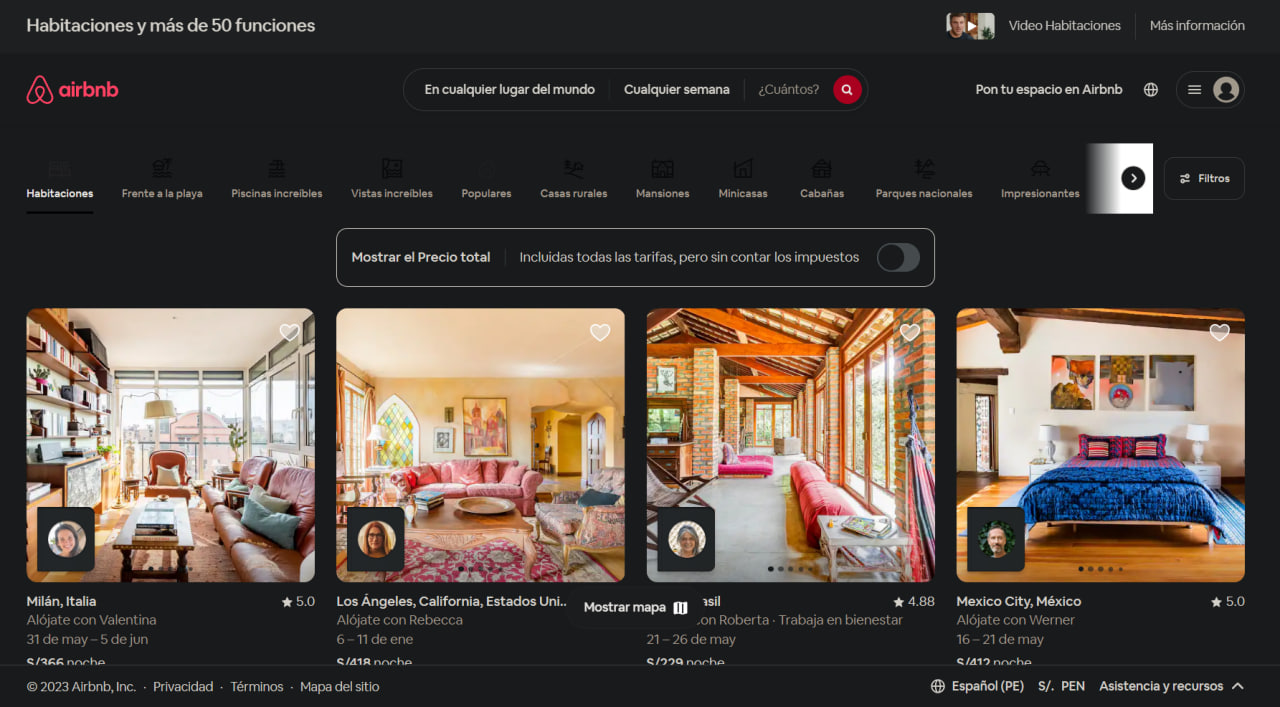 Habitaciones y más de 50 funciones
Video Habitaciones
Más información
airbnb
En cualquier lugar del mundo
Cualquier semana
¿Cuántos?
Pon tu espacio en Airbnb
Habitaciones
Frente a la playa
Piscinas increíbles
Vistas increíbles
Populares
Casas rurales
Mansiones
Minicasas
Cabañas
Parques nacionales
Impresionantes
Filtros
Mostrar el Precio total
Incluidas todas las tarifas, pero sin contar los impuestos
Milán, Italia
5.0
Alójate con Valentina
31 de may – 5 de jun
S/366 noche
Los Ángeles, California, Estados Uni..
Alójate con Rebecca
6 – 11 de ene
S/418 noche
Mostrar mapa
4.88
on Roberta · Trabaja en bienestar
21 – 26 de may
S/229 noche
Mexico City, México
5.0
Alójate con Werner
16 – 21 de may
S/412 noche
© 2023 Airbnb, Inc. · Privacidad · Términos · Mapa del sitio
Español (PE)
S/. PEN
Asistencia y recursos